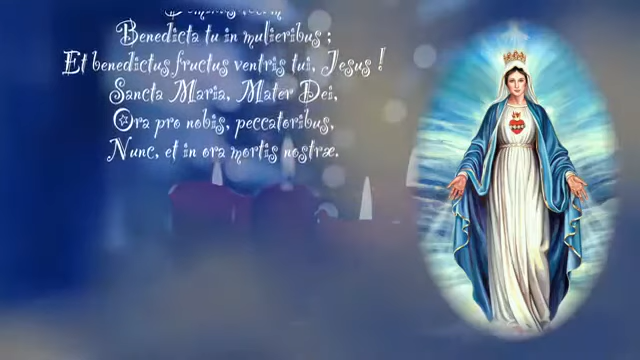 Benedicta tu in mulieribus ;
Et benedictus fructus ventris tui, Jesus !
Sancta Maria, Mater Dei,
Ora pro nobis, peccatoribus,
Nunc, et in ora mortis nostræ.